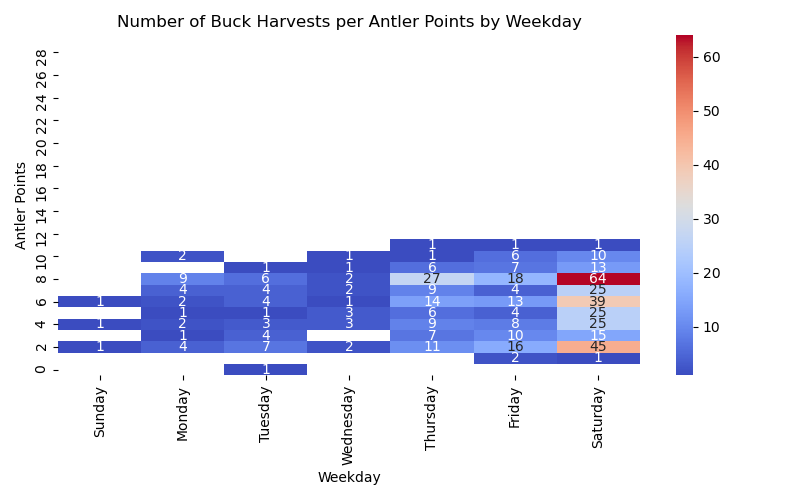 Number of Buck Harvests per Antler Points by Weekday
Antler Points
28
26
24
22
20
18
16
14
12
1 1 1
10 2 1 1 6 10
1 1 6 7 13
8 9 6 2 27 18 64
4 4 2 9 4 25
6 1 2 4 1 14 13 39
1 1 3 6 4 25
4 1 2 3 3 9 8 25
1 4 7 10 15
2 1 4 7 2 11 16 45
2 1
0 1
Sunday
Monday
Tuesday
Wednesday
Thursday
Friday
Saturday
Weekday
60
50
40
30
20
10